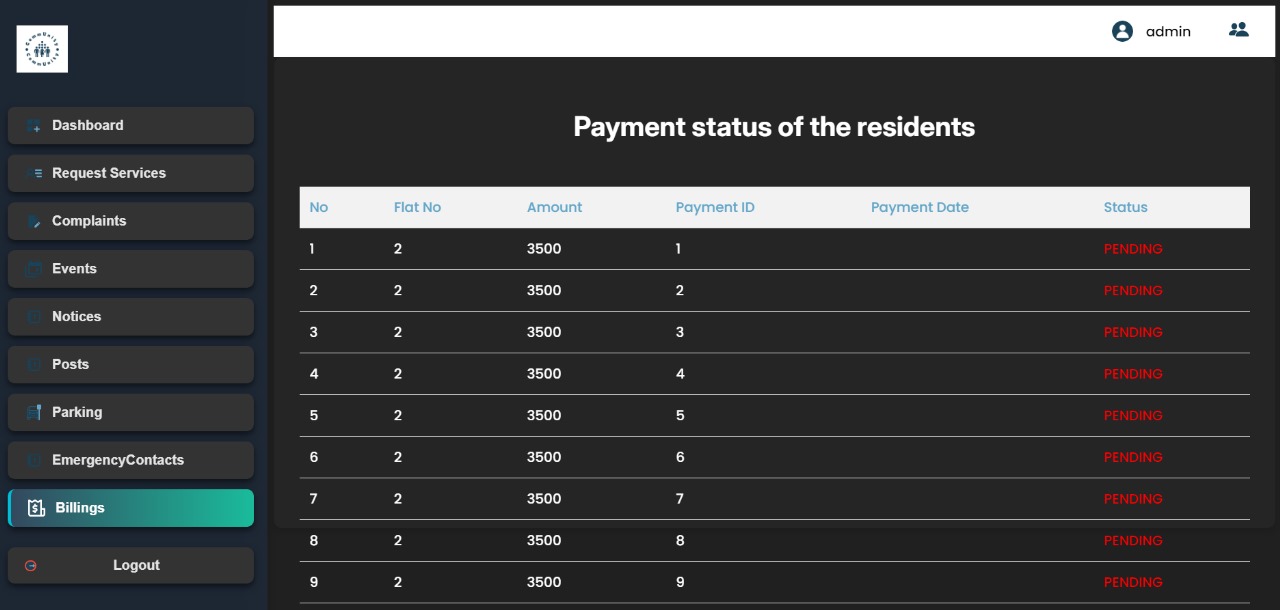 admin
Dashboard
Request Services
Complaints
Events
Notices
Posts
Parking
EmergencyContacts
Billings
Logout
Payment status of the residents
No Flat No Amount Payment ID Payment Date Status
1 2 3500 1 PENDING
2 2 3500 2 PENDING
3 2 3500 3 PENDING
4 2 3500 4 PENDING
5 2 3500 5 PENDING
6 2 3500 6 PENDING
7 2 3500 7 PENDING
8 2 3500 8 PENDING
9 2 3500 9 PENDING